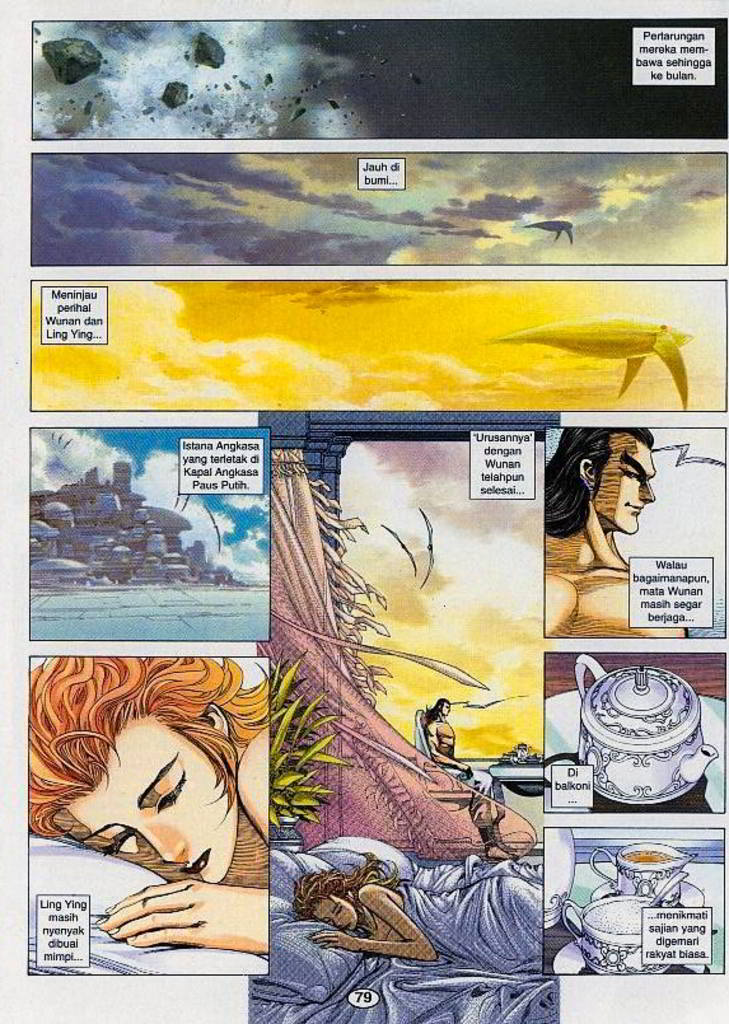 Pertarungan
mereka mem-
bawa sehingga
ke bulan.
Jauh di
bumi...
Meninjau
perihal
Wunan dan
Ling Ying...
Istana Angkasa
yang terletak di
Kapal Angkasa
Paus Putih.
'Urusannya'
dengan
Wunan
telahpun
selesai...
Walau
bagaimanapun,
mata Wunan
masih segar
berjaga...
Ling Ying
masih
nyenyak
dibuai
mimpi...
Di
balkoni
...
...menikmati
sajian yang
digemari
rakyat biasa.
79